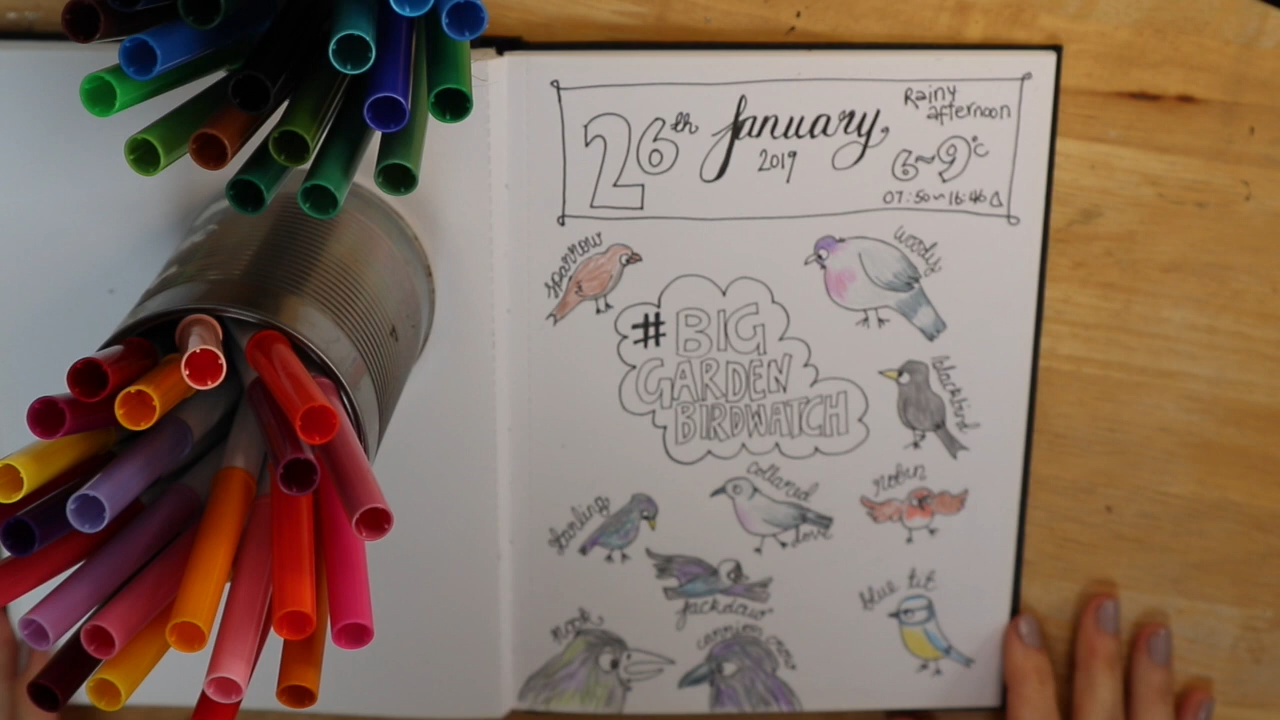 26th January
2019
Rainy
afternoon
6~9°C
07:50~16:46
sparrow
woody
#BIG
GARDEN
BIRDWATCH
blackbird
collared
dove
robin
starling
jackdaw
blue tit
rook
carrion crow